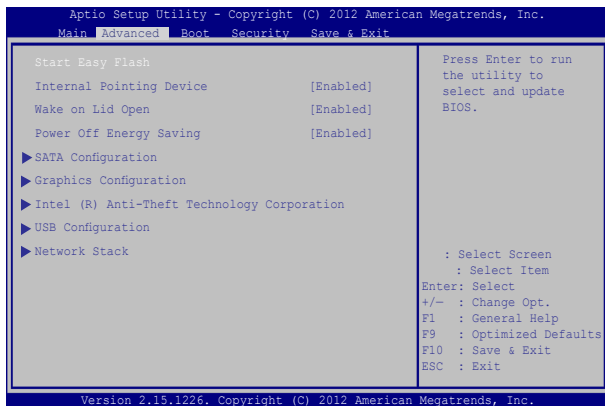 Aptio Setup Utility - Copyright (C) 2012 American Megatrends, Inc.
Main Advanced Boot Security Save & Exit
Start Easy Flash
Internal Pointing Device [Enabled]
Wake on Lid Open [Enabled]
Power Off Energy Saving [Enabled]
SATA Configuration
Graphics Configuration
Intel (R) Anti-Theft Technology Corporation
USB Configuration
Network Stack
Press Enter to run
the utility to
select and update
BIOS.
: Select Screen
: Select Item
Enter: Select
+/— : Change Opt.
F1 : General Help
F9 : Optimized Defaults
F10 : Save & Exit
ESC : Exit
Version 2.15.1226. Copyright (C) 2012 American Megatrends, Inc.